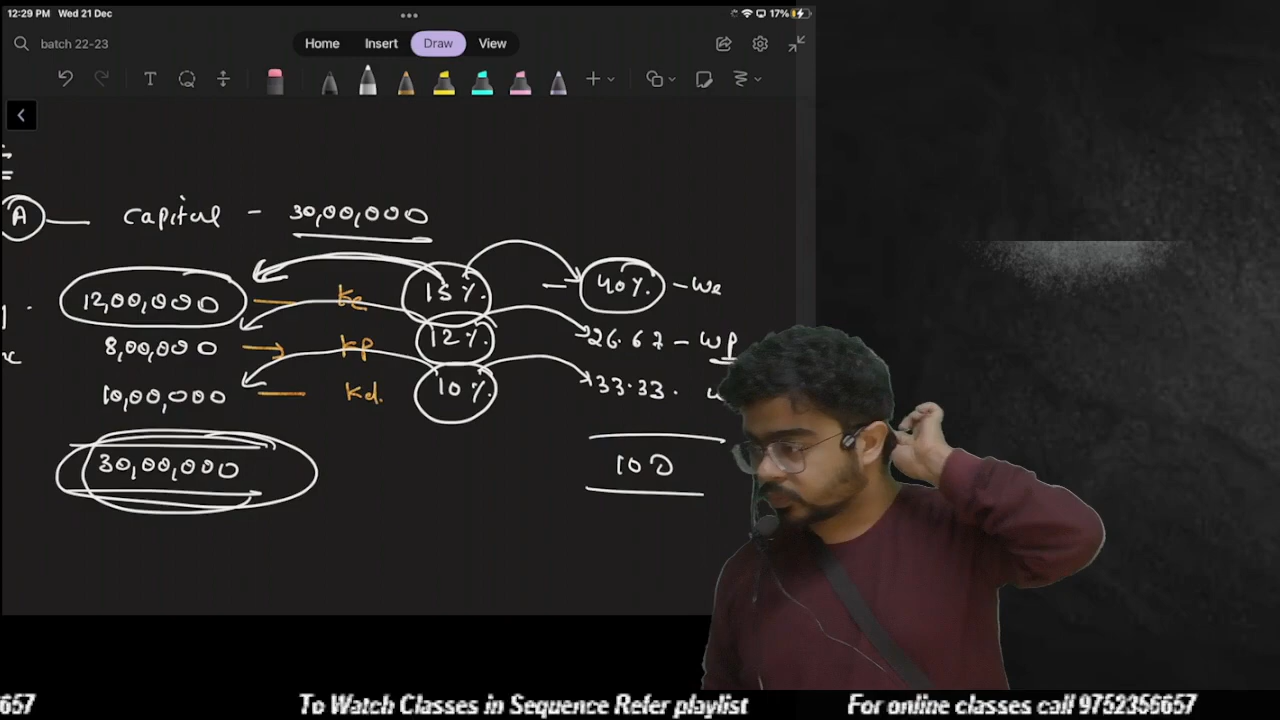 12:29 PM Wed 21 Dec
17%
batch 22-23
Home Insert Draw View
T
A — capital - 30,00,000
12,00,000 — Ke 15%. — 40%. - We
8,00,000 → Kp 12%. 26.67 - Wp
10,00,000 — Kd. 10%. 33.33.
30,00,000 100
657 To Watch Classes in Sequence Refer playlist For online classes call 9752356657